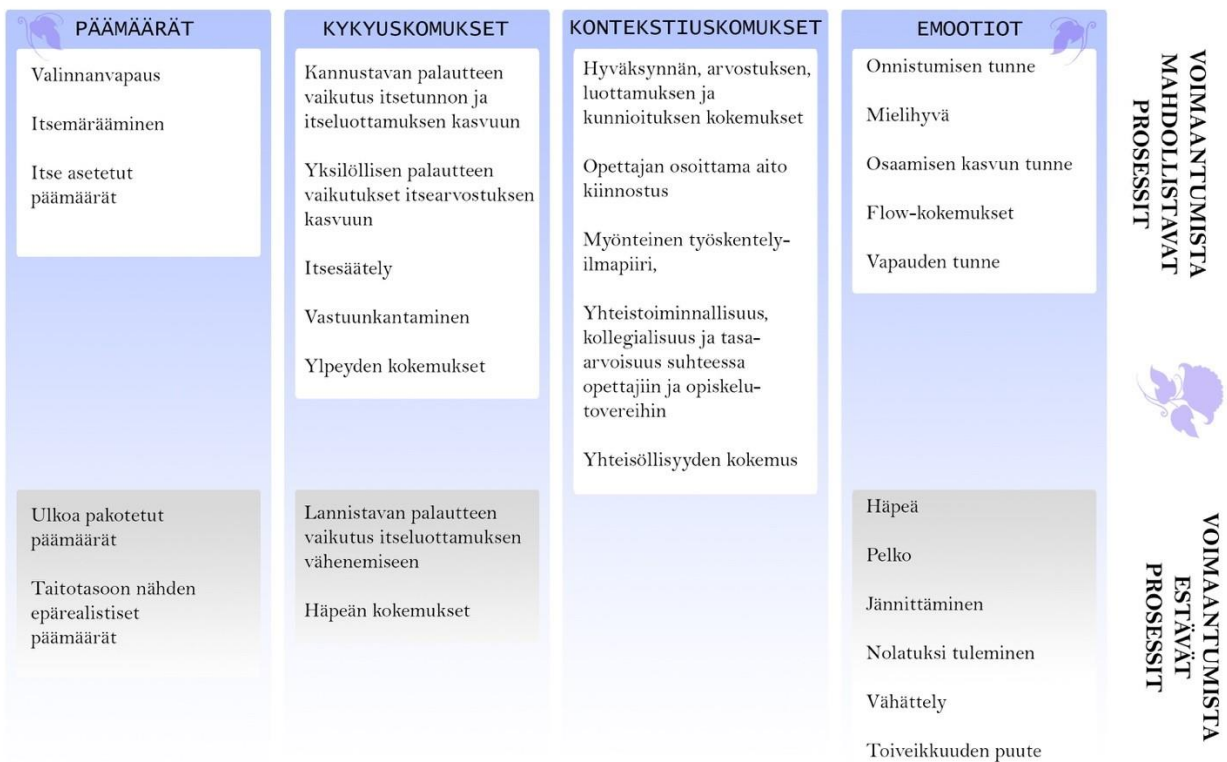 PÄÄMÄÄRÄT
Valinnanvapaus
Itsemärääminen
Itse asetetut
päämäärät
Ulkoa pakotetut
päämäärät
Taitotasoon nähden
epärealistiset
päämäärät
KYKYUSKOMUKSET
Kannustavan palautteen
vaikutus itsetunnon ja
itseluottamuksen kasvuun
Yksilöllisen palautteen
vaikutukset itsearvostuksen
kasvuun
Itsesäätely
Vastuunkantaminen
Ylpeyden kokemukset
Lannistavan palautteen
vaikutus itseluottamuksen
vähenemiseen
Häpeän kokemukset
KONTEKSTIUSKOMUKSET
Hyväksynnän, arvostuksen,
luottamuksen ja
kunnioituksen kokemukset
Opettajan osoittama aito
kiinnostus
Myönteinen työskentely-
ilmapiiri,
Yhteistoiminnallisuus,
kollegialisuus ja tasa-
arvoisuus suhteessa
opettajiin ja opiskelu-
tovereihin
Yhteisöllisyyden kokemus
EMOOTIOT
Onnistumisen tunne
Mielihyvä
Osaamisen kasvun tunne
Flow-kokemukset
Vapauden tunne
Häpeä
Pelko
Jännittäminen
Nolatuksi tuleminen
Vähättely
Toiveikkuuden puute
VOIMAANTUMISTA
MAHDOLLISTAVAT
PROSESSIT
VOIMAANTUMISTA
ESTÄVÄT
PROSESSIT